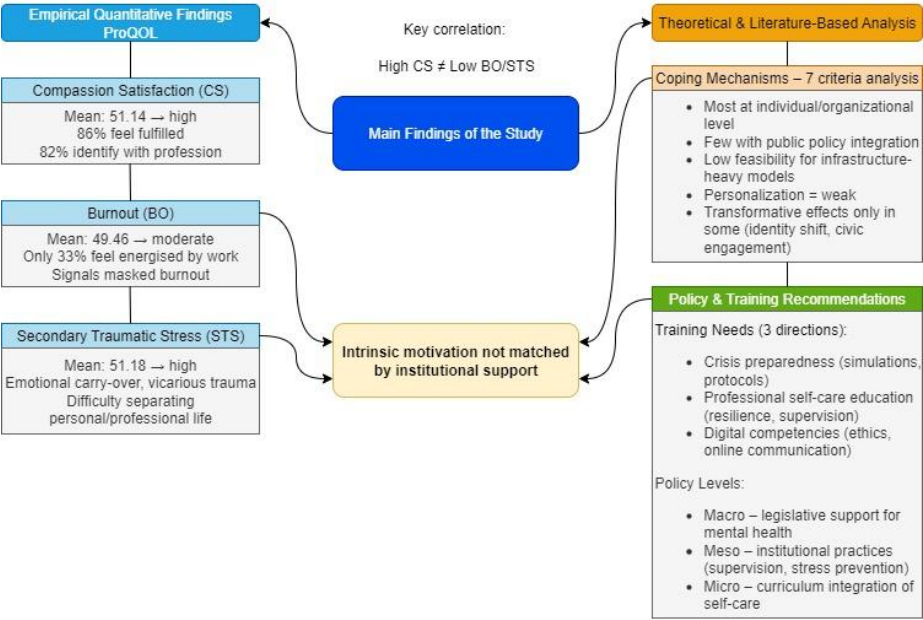 Empirical Quantitative Findings
ProQOL
Compassion Satisfaction (CS)
Mean: 51.14 → high
86% feel fulfilled
82% identify with profession
Burnout (BO)
Mean: 49.46 → moderate
Only 33% feel energised by work
Signals masked burnout
Secondary Traumatic Stress (STS)
Mean: 51.18 → high
Emotional carry-over, vicarious trauma
Difficulty separating
personal/professional life
Key correlation:
High CS ≠ Low BO/STS
Main Findings of the Study
Intrinsic motivation not matched
by institutional support
Theoretical & Literature-Based Analysis
Coping Mechanisms – 7 criteria analysis
• Most at individual/organizational
level
• Few with public policy integration
• Low feasibility for infrastructure-
heavy models
• Personalization = weak
• Transformative effects only in
some (identity shift, civic
engagement)
Policy & Training Recommendations
Training Needs (3 directions):
• Crisis preparedness (simulations,
protocols)
• Professional self-care education
(resilience, supervision)
• Digital competencies (ethics,
online communication)
Policy Levels:
• Macro – legislative support for
mental health
• Meso – institutional practices
(supervision, stress prevention)
• Micro – curriculum integration of
self-care